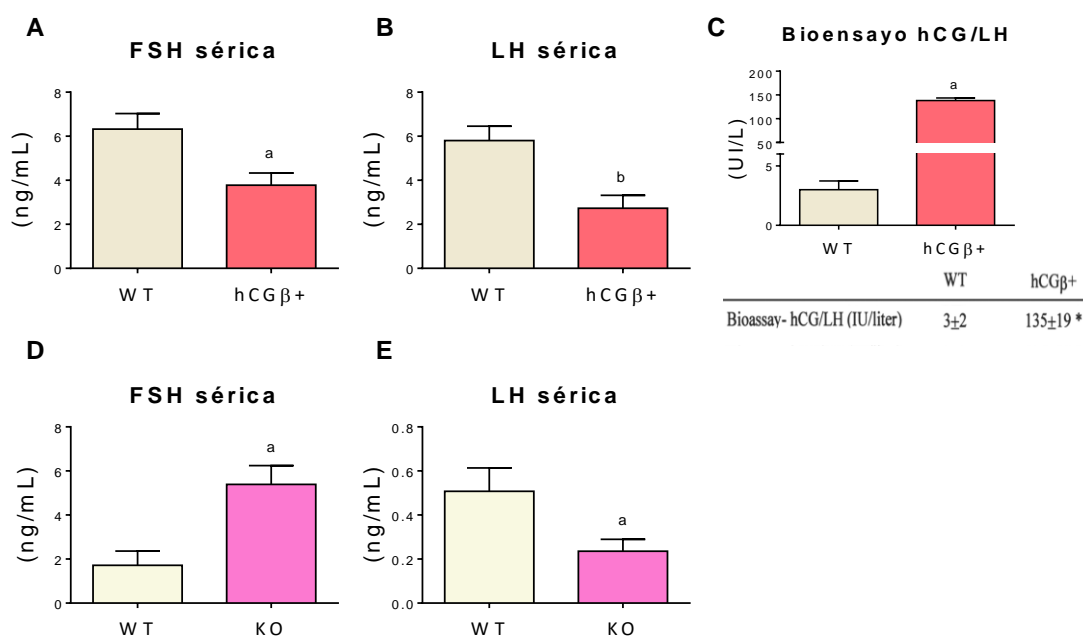 A
FSH sérica
(ng/mL)
8
6
4
2
0
a
WT
hCGβ+
B
LH sérica
(ng/mL)
8
6
4
2
0
b
WT
hCGβ+
C
Bioensayo hCG/LH
(UI/L)
200
150
100
50
5
0
a
WT
hCGβ+
WT hCGβ+
Bioassay- hCG/LH (IU/liter) 3±2 135±19 *
D
FSH sérica
(ng/mL)
8
6
4
2
0
a
WT
KO
E
LH sérica
(ng/mL)
0.8
0.6
0.4
0.2
0.0
a
WT
KO